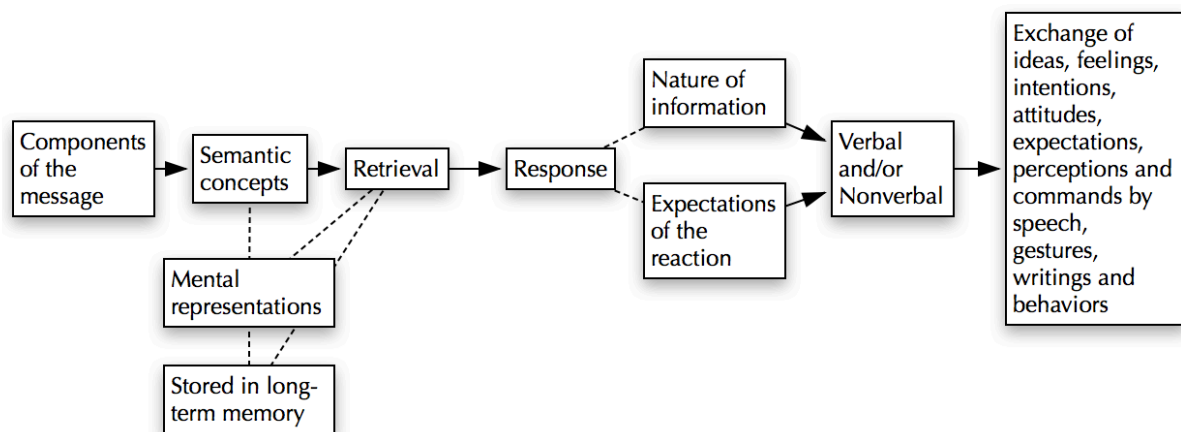 Components
of the
message
Semantic
concepts
Retrieval
Response
Mental
representations
Stored in long-
term memory
Nature of
information
Expectations
of the
reaction
Verbal
and/or
Nonverbal
Exchange of
ideas, feelings,
intentions,
attitudes,
expectations,
perceptions and
commands by
speech,
gestures,
writings and
behaviors